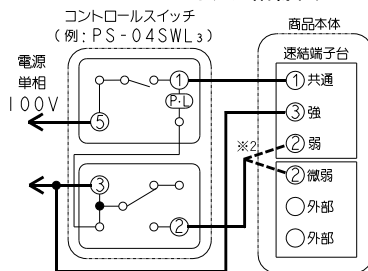 コントロールスイッチ
(例:PS-04SWL3)
電源
単相
100V
① P・L
⑤
③
②
商品本体
速結端子台
①共通
③強
②弱
※2
②微弱
○外部
○外部